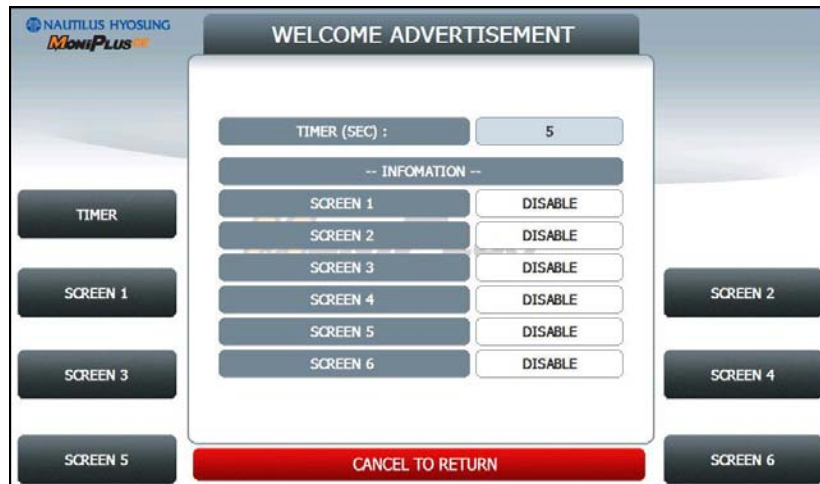 NAUTILUS HYOSUNG
MONIPLUS
WELCOME ADVERTISEMENT
TIMER (SEC) : 5
-- INFOMATION --
SCREEN 1 DISABLE
SCREEN 2 DISABLE
SCREEN 3 DISABLE
SCREEN 4 DISABLE
SCREEN 5 DISABLE
SCREEN 6 DISABLE
TIMER
SCREEN 1
SCREEN 2
SCREEN 3
SCREEN 4
SCREEN 5
SCREEN 6
CANCEL TO RETURN